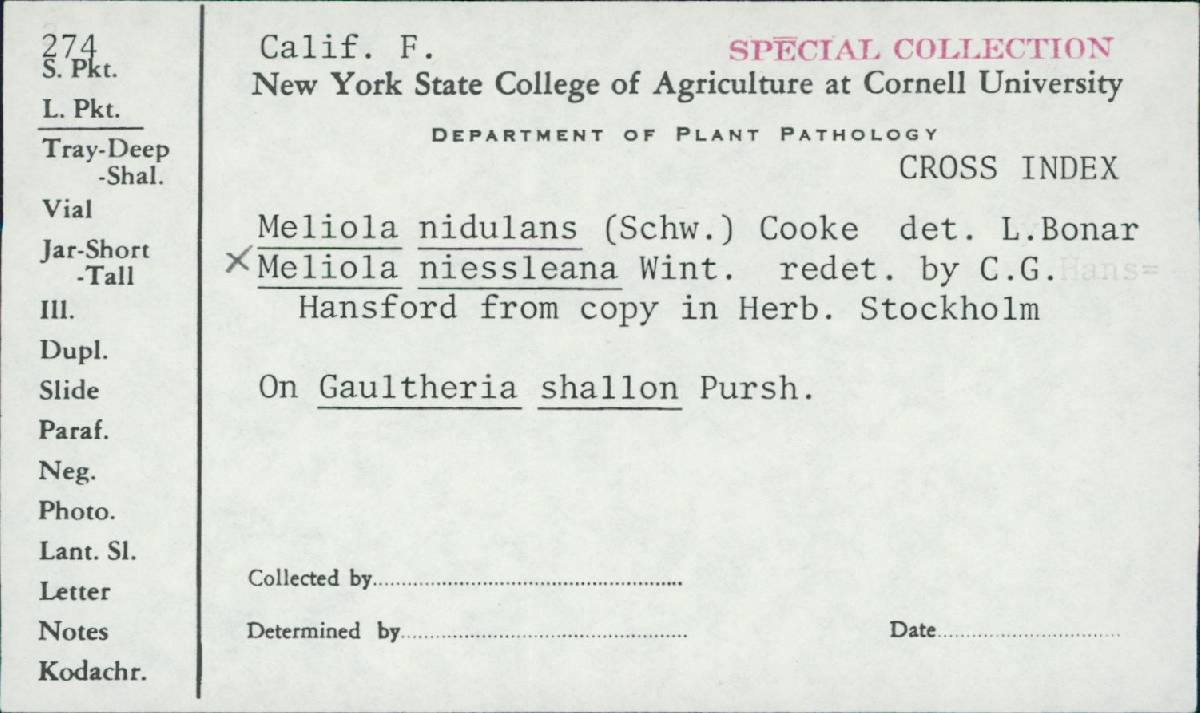 274
S. Pkt.
L. Pkt.
Tray-Deep
-Shal.
Vial
Jar-Short
-Tall
Ill.
Dupl.
Slide
Paraf.
Neg.
Photo.
Lant. Sl.
Letter
Notes
Kodachr.
Calif. F. SPECIAL COLLECTION
New York State College of Agriculture at Cornell University
DEPARTMENT OF PLANT PATHOLOGY
CROSS INDEX
Meliola nidulans (Schw.) Cooke det. L.Bonar
X Meliola niessleana Wint. redet. by C.G. Hans=
Hansford from copy in Herb. Stockholm
On Gaultheria shallon Pursh.
Collected by
Determined by Date